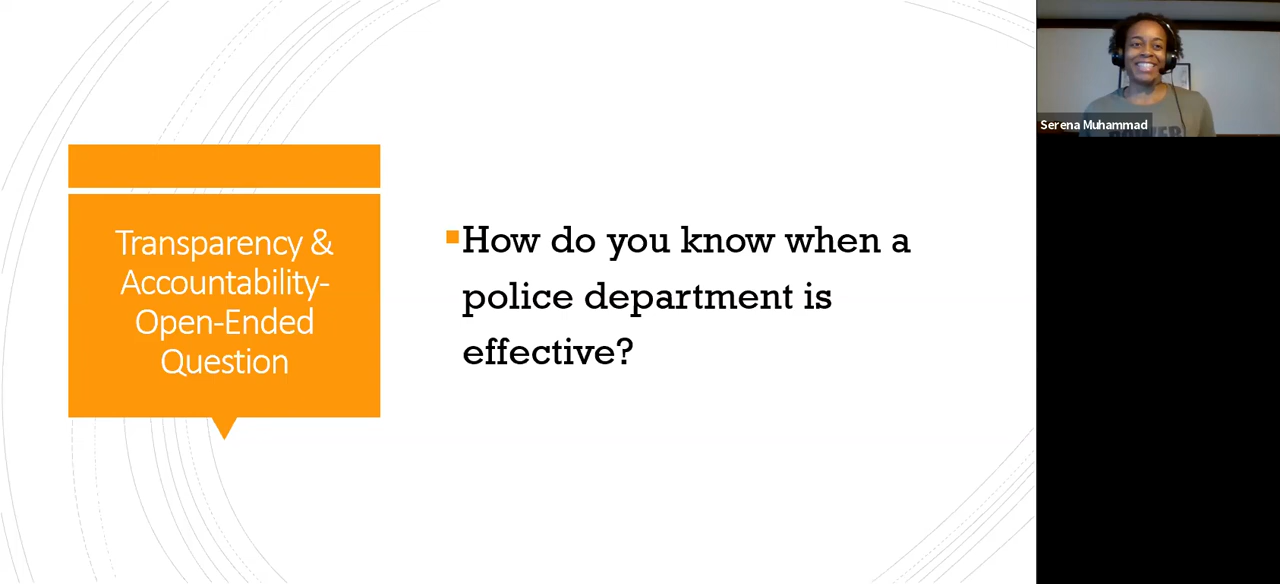 Transparency &
Accountability-
Open-Ended
Question
How do you know when a
police department is
effective?
Serena Muhammad